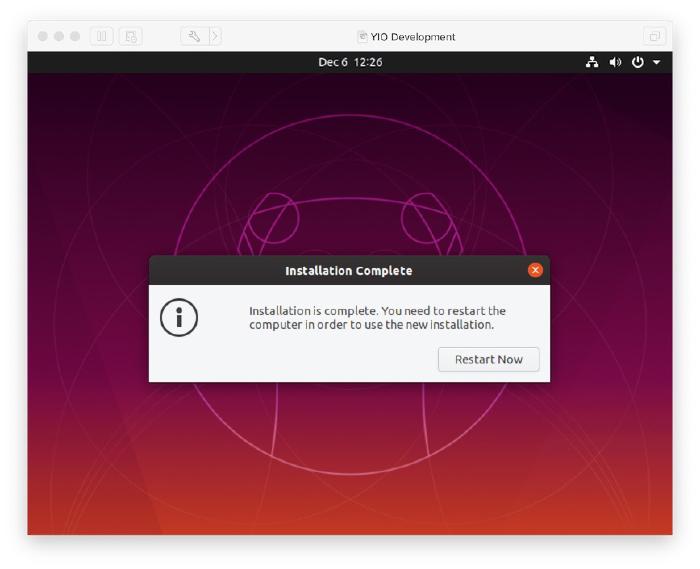 YIO Development
Dec 6 12:26
Installation Complete
Installation is complete. You need to restart the
computer in order to use the new installation.
Restart Now